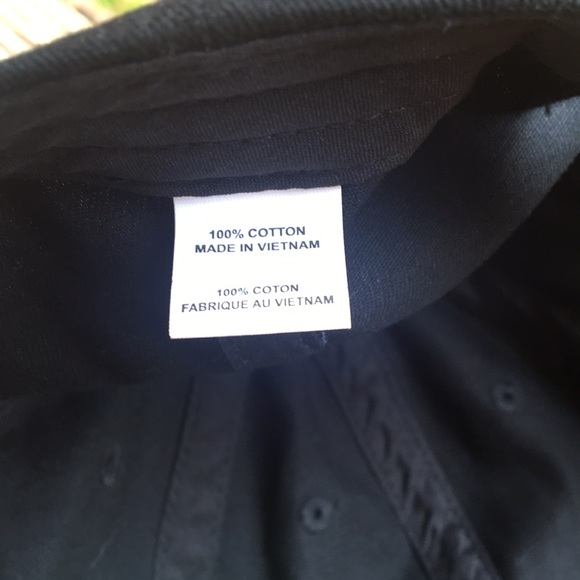 100% COTTON
MADE IN VIETNAM
100% COTON
FABRIQUE AU VIETNAM